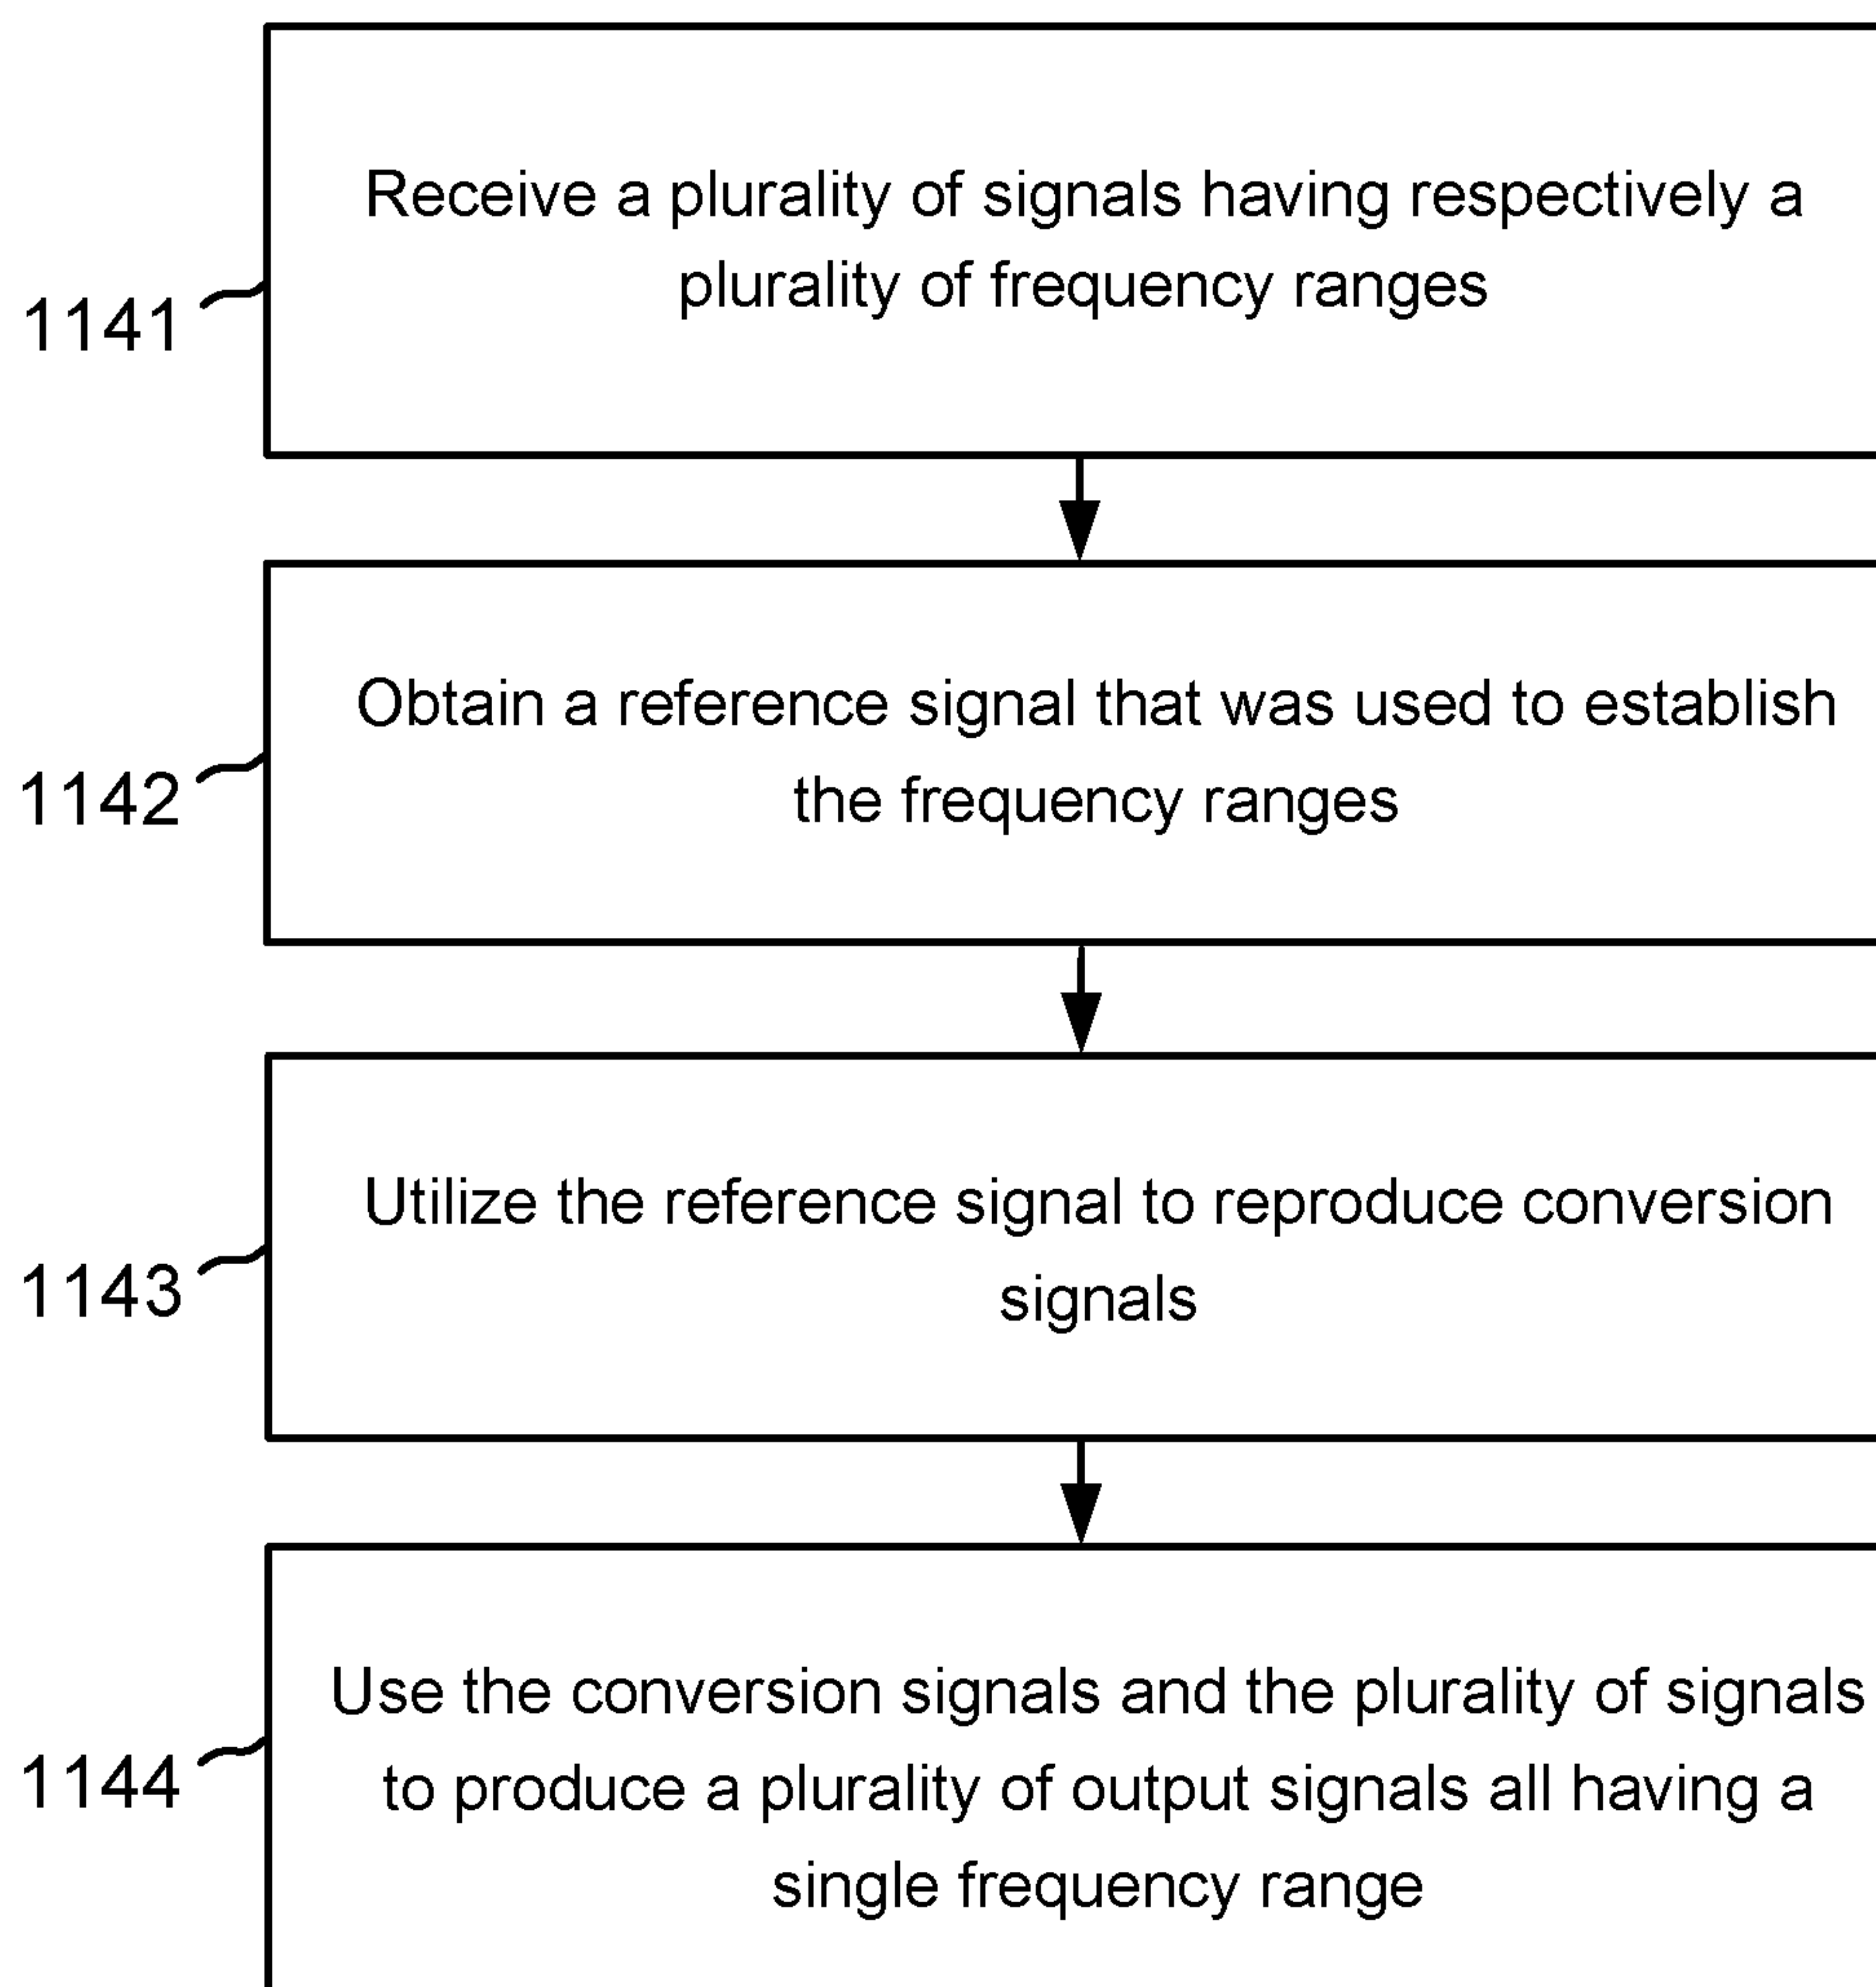 Receive a plurality of signals having respectively a
plurality of frequency ranges
1141
Obtain a reference signal that was used to establish
the frequency ranges
1142
Utilize the reference signal to reproduce conversion
signals
1143
Use the conversion signals and the plurality of signals
to produce a plurality of output signals all having a
single frequency range
1144